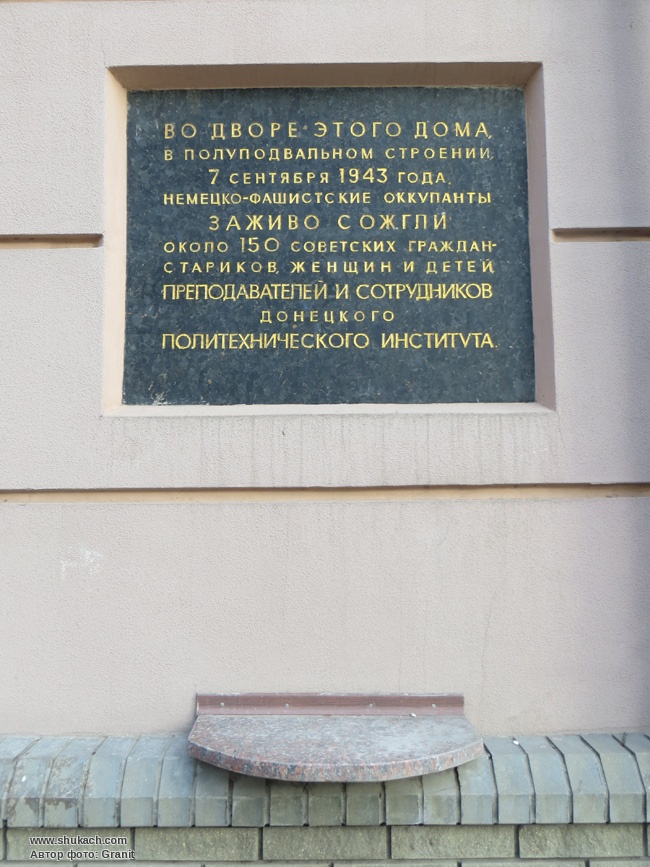 ВО ДВОРЕ ЭТОГО ДОМА,
В ПОЛУПОДВАЛЬНОМ СТРОЕНИИ,
7 СЕНТЯБРЯ 1943 ГОДА,
НЕМЕЦКО-ФАШИСТСКИЕ ОККУПАНТЫ
ЗАЖИВО СОЖГЛИ
ОКОЛО 150 СОВЕТСКИХ ГРАЖДАН-
СТАРИКОВ, ЖЕНЩИН И ДЕТЕЙ,
ПРЕПОДАВАТЕЛЕЙ И СОТРУДНИКОВ
ДОНЕЦКОГО
ПОЛИТЕХНИЧЕСКОГО ИНСТИТУТА.
www.shukach.com
Автор фото: Granit